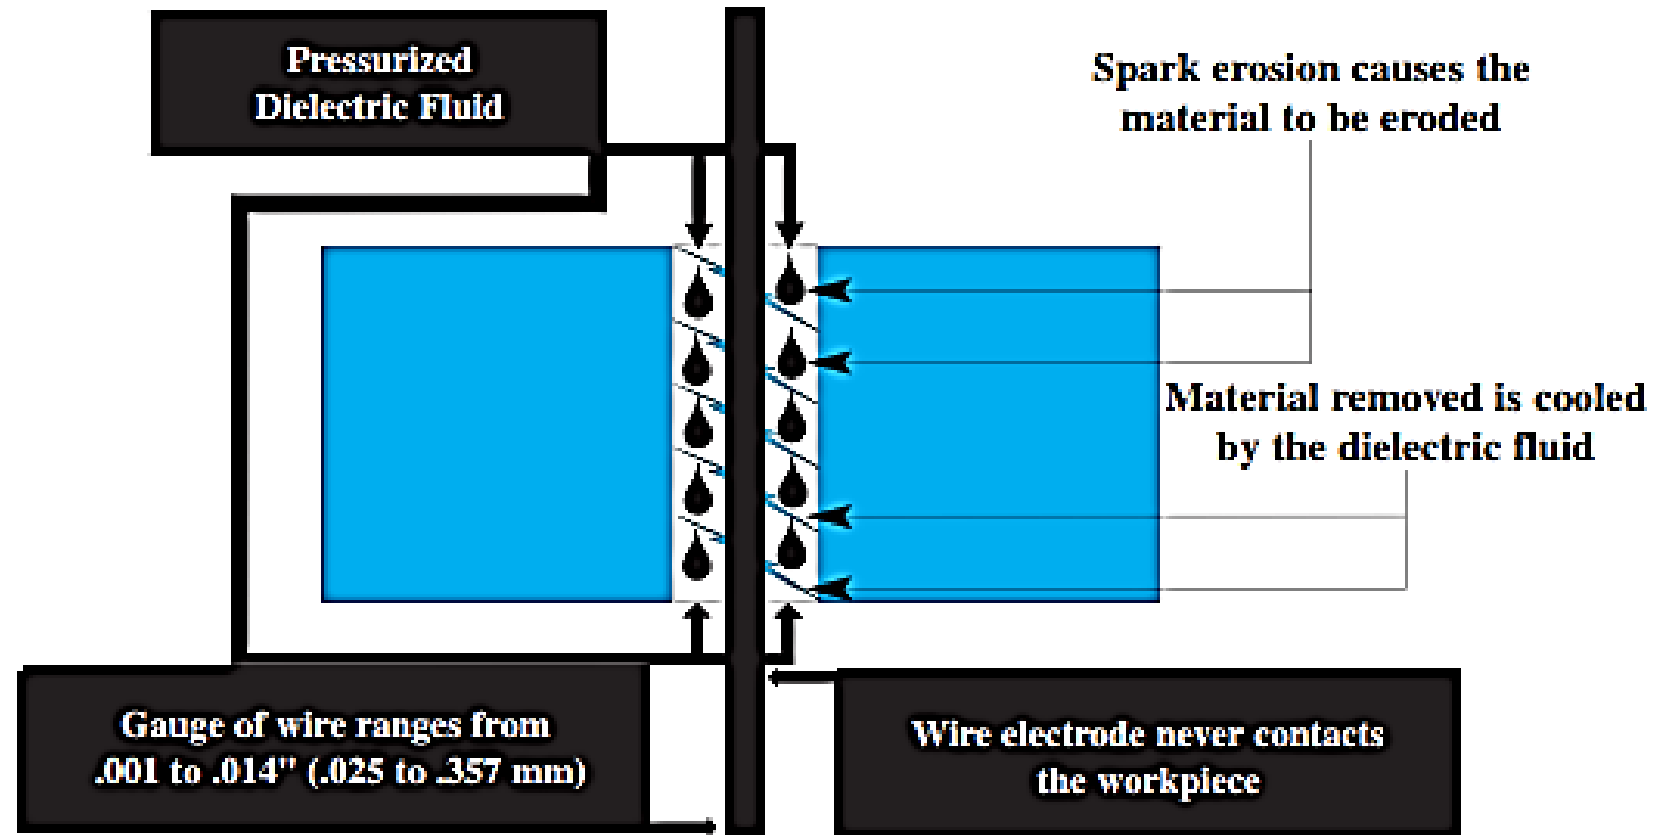 Pressurized
Dielectric Fluid
Spark erosion causes the
material to be eroded
Material removed is cooled
by the dielectric fluid
Gauge of wire ranges from
.001 to .014" (.025 to .357 mm)
Wire electrode never contacts
the workpiece